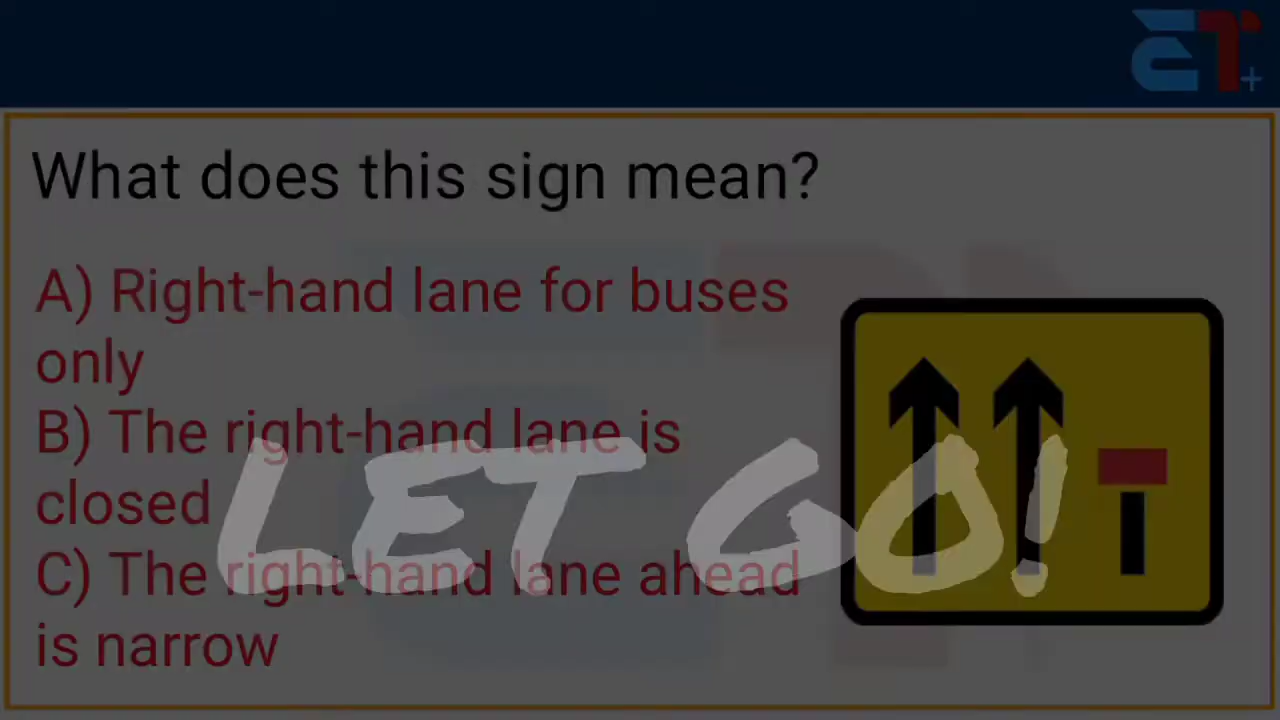 ET+
What does this sign mean?
A) Right-hand lane for buses
only
B) The right-hand lane is
closed
C) The right-hand lane ahead
is narrow
LET GO!